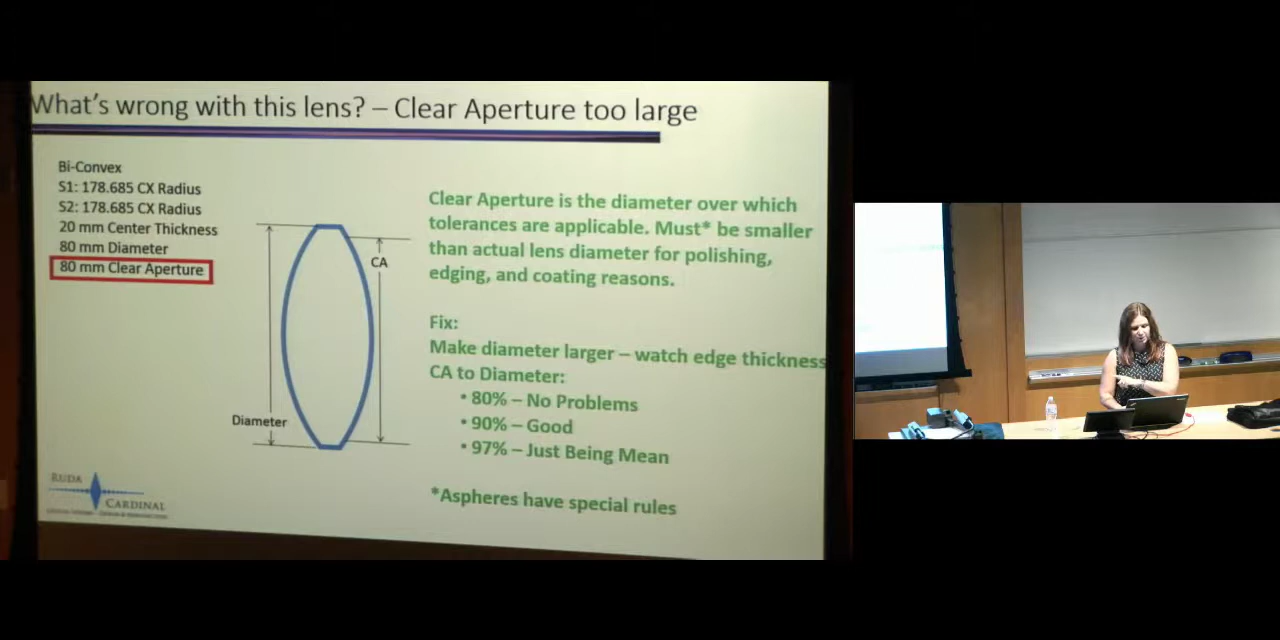 What's wrong with this lens? – Clear Aperture too large
Bi-Convex
S1: 178.685 CX Radius
S2: 178.685 CX Radius
20 mm Center Thickness
80 mm Diameter
80 mm Clear Aperture
CA
Diameter
Clear Aperture is the diameter over which
tolerances are applicable. Must* be smaller
than actual lens diameter for polishing,
edging, and coating reasons.
Fix:
Make diameter larger – watch edge thickness
CA to Diameter:
• 80% – No Problems
• 90% – Good
• 97% – Just Being Mean
*Aspheres have special rules
RUDA
CARDINAL